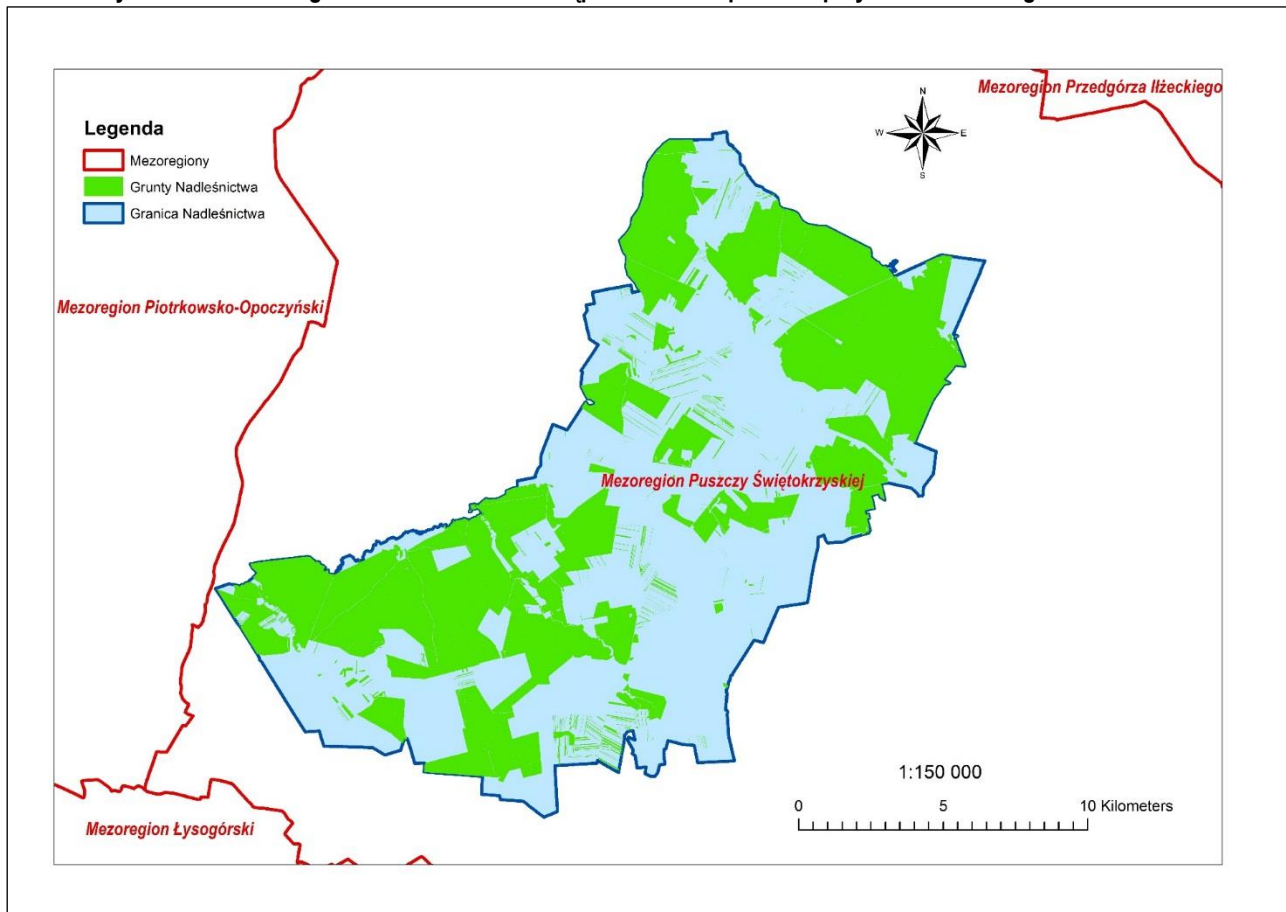 Mezoregion Przedgórza Iłżeckiego
N
W
E
S
Legenda
Mezoregiony
Grunty Nadleśnictwa
Granica Nadleśnictwa
Mezoregion Piotrkowsko-Opoczyński
Mezoregion Puszczy Świętokrzyskiej
1:150 000
0 5 10 Kilometers
Mezoregion Łysogórski